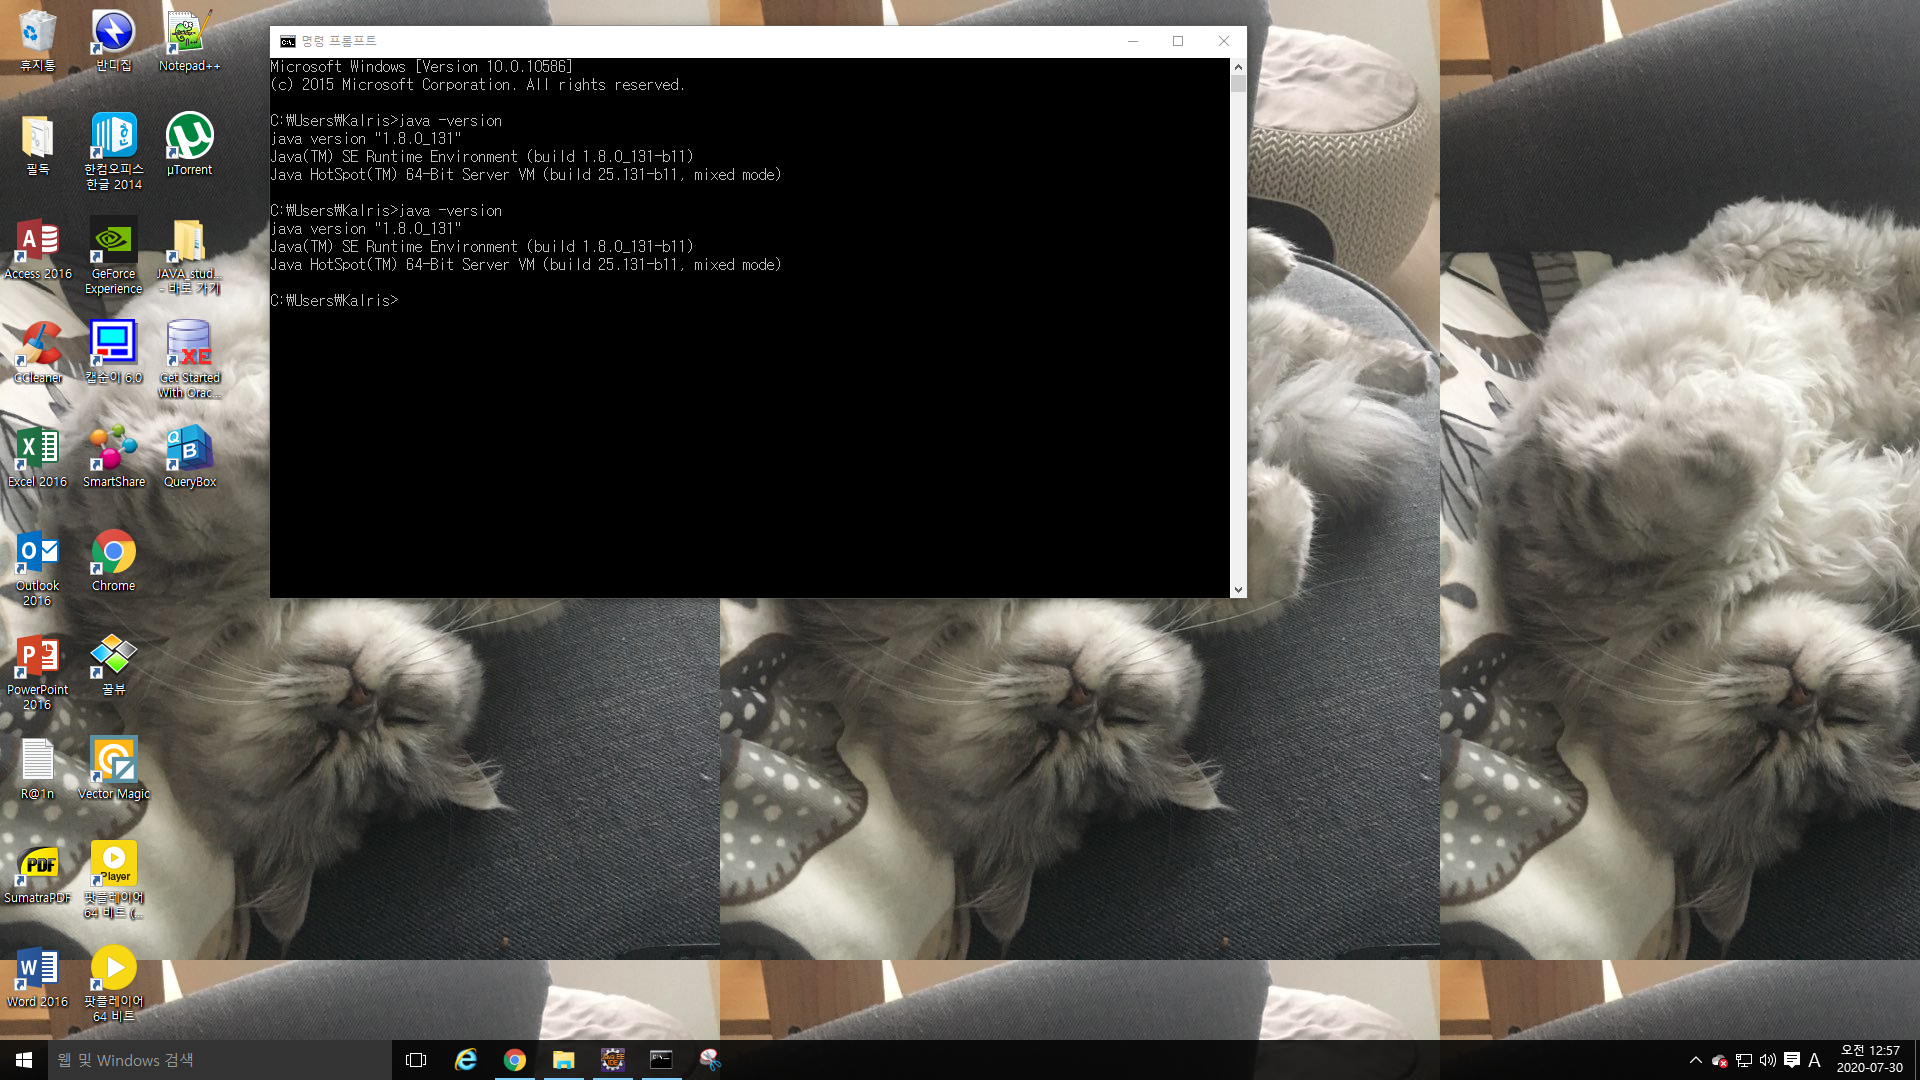 휴지통
반디집
Notepad++
필독
한컴오피스
한글 2014
µTorrent
Access 2016
GeForce
Experience
JAVA_stud...
- 바로 가기
CCleaner
캡순이 6.0
Get Started
With Orac...
Excel 2016
SmartShare
QueryBox
Outlook
2016
Chrome
PowerPoint
2016
꿀뷰
R@1n
Vector Magic
PDF
SumatraPDF
Player
팟플레이어
64 비트 (...
Word 2016
팟플레이어
64 비트
명령 프롬프트
Microsoft Windows [Version 10.0.10586]
(c) 2015 Microsoft Corporation. All rights reserved.
C:₩Users₩Kalris>java -version
java version "1.8.0_131"
Java(TM) SE Runtime Environment (build 1.8.0_131-b11)
Java HotSpot(TM) 64-Bit Server VM (build 25.131-b11, mixed mode)
C:₩Users₩Kalris>java -version
java version "1.8.0_131"
Java(TM) SE Runtime Environment (build 1.8.0_131-b11)
Java HotSpot(TM) 64-Bit Server VM (build 25.131-b11, mixed mode)
C:₩Users₩Kalris>
웹 및 Windows 검색
A
오전 12:57
2020-07-30